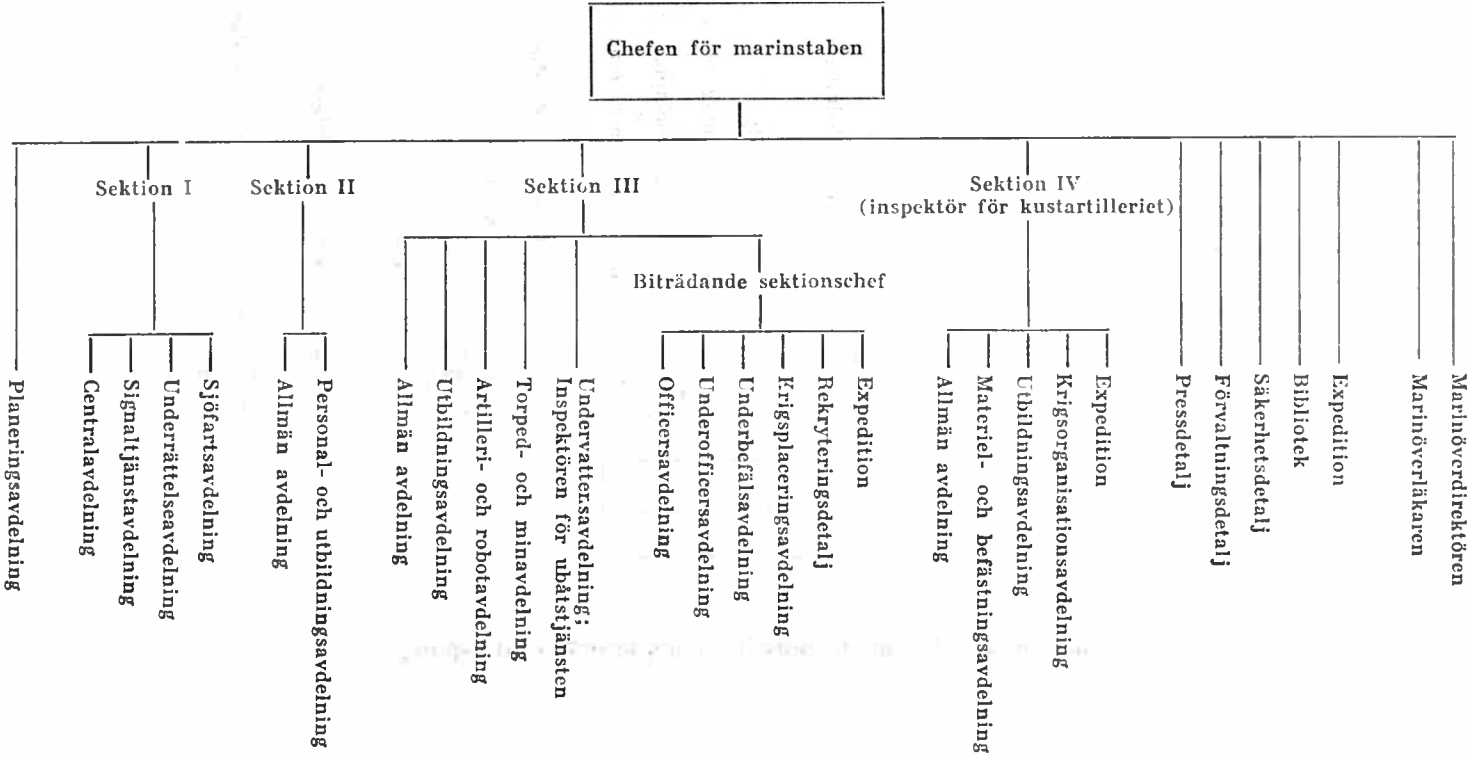 Chefen för marinstaben
Sektion I
Sektion II
Sektion III
Sektion IV
(inspektör för kustartilleriet)
Biträdande sektionschef
Planeringsavdelning
Centralavdelning
Signaltjänstavdelning
Underrättelseavdelning
Sjöfartsavdelning
Allmän avdelning
Personal- och utbildningsavdelning
Allmän avdelning
Utbildningsavdelning
Artilleri- och robotavdelning
Torped- och minavdelning
Undervattensavdelning;
Inspektören för ubåtstjänsten
Officersavdelning
Underofficersavdelning
Underbefälsavdelning
Krigsplaceringsavdelning
Rekryteringsdetalj
Expedition
Allmän avdelning
Materiel- och befästningsavdelning
Utbildningsavdelning
Krigsorganisationsavdelning
Expedition
Pressdetalj
Förvaltningsdetalj
Säkerhetsdetalj
Bibliotek
Expedition
Marinöverläkaren
Marinöverdirektören